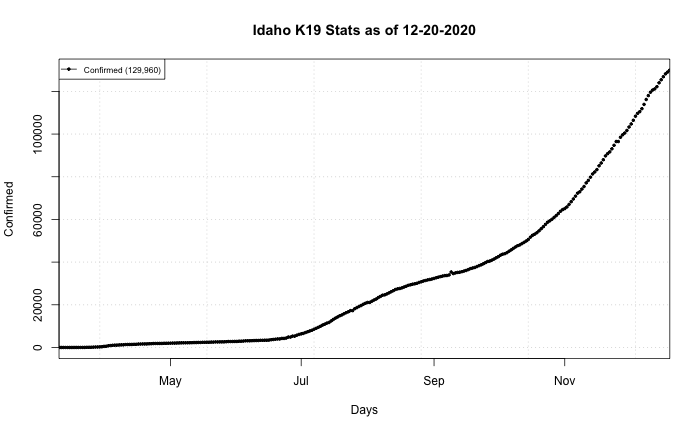 Idaho K19 Stats as of 12-20-2020
Confirmed (129,960)
100000
60000
20000
0
Confirmed
May Jul Sep Nov
Days